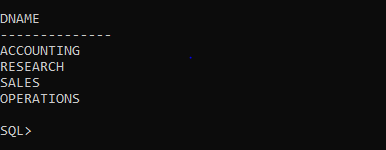 DNAME
--------------
ACCOUNTING
RESEARCH
SALES
OPERATIONS
SQL>